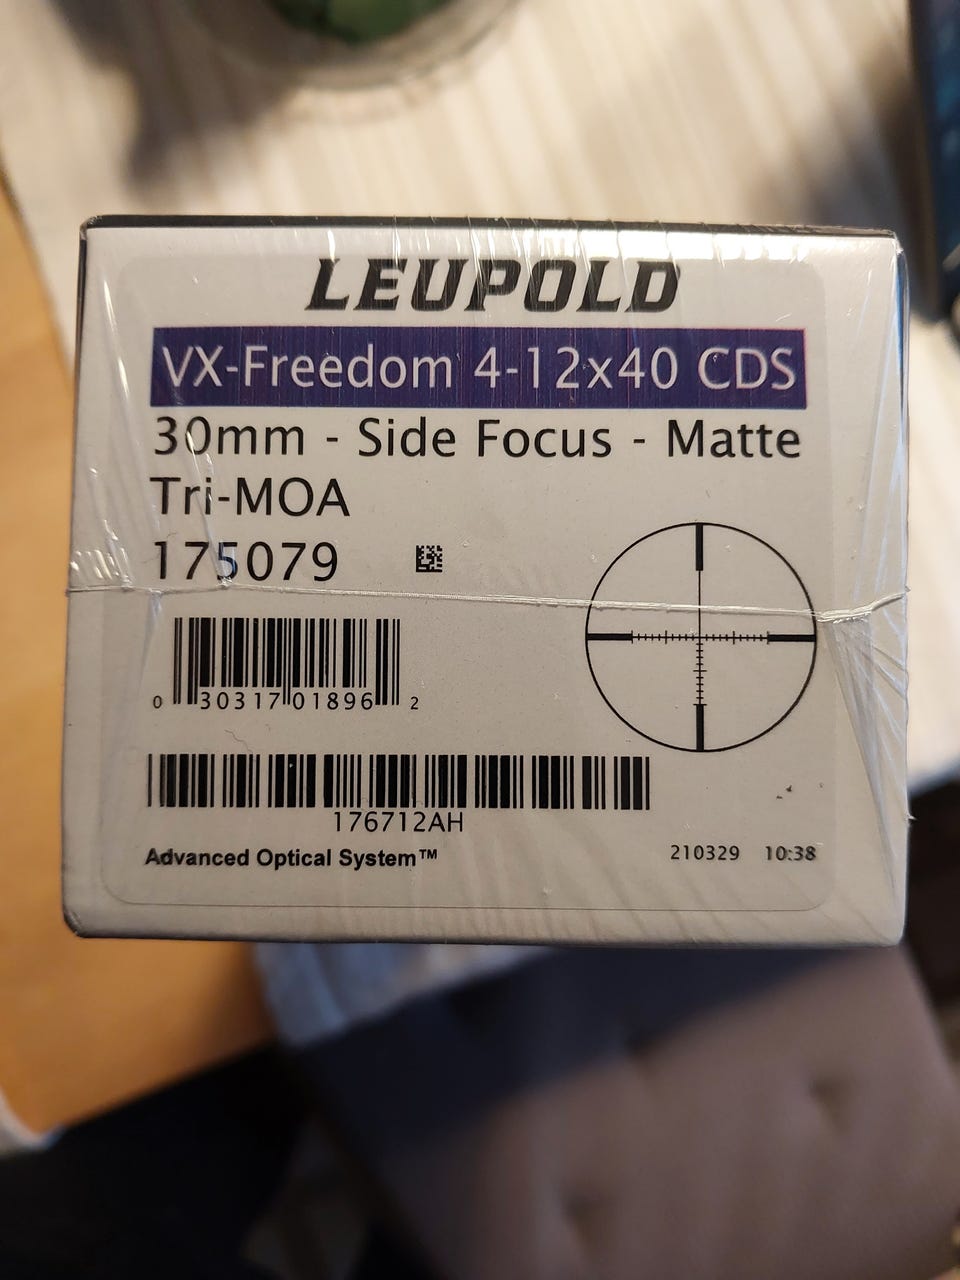 LEUPOLD
VX-Freedom 4-12x40 CDS
30mm - Side Focus - Matte
Tri-MOA
175079
0 30317 01896 2
176712AH
Advanced Optical System™
210329 10:38